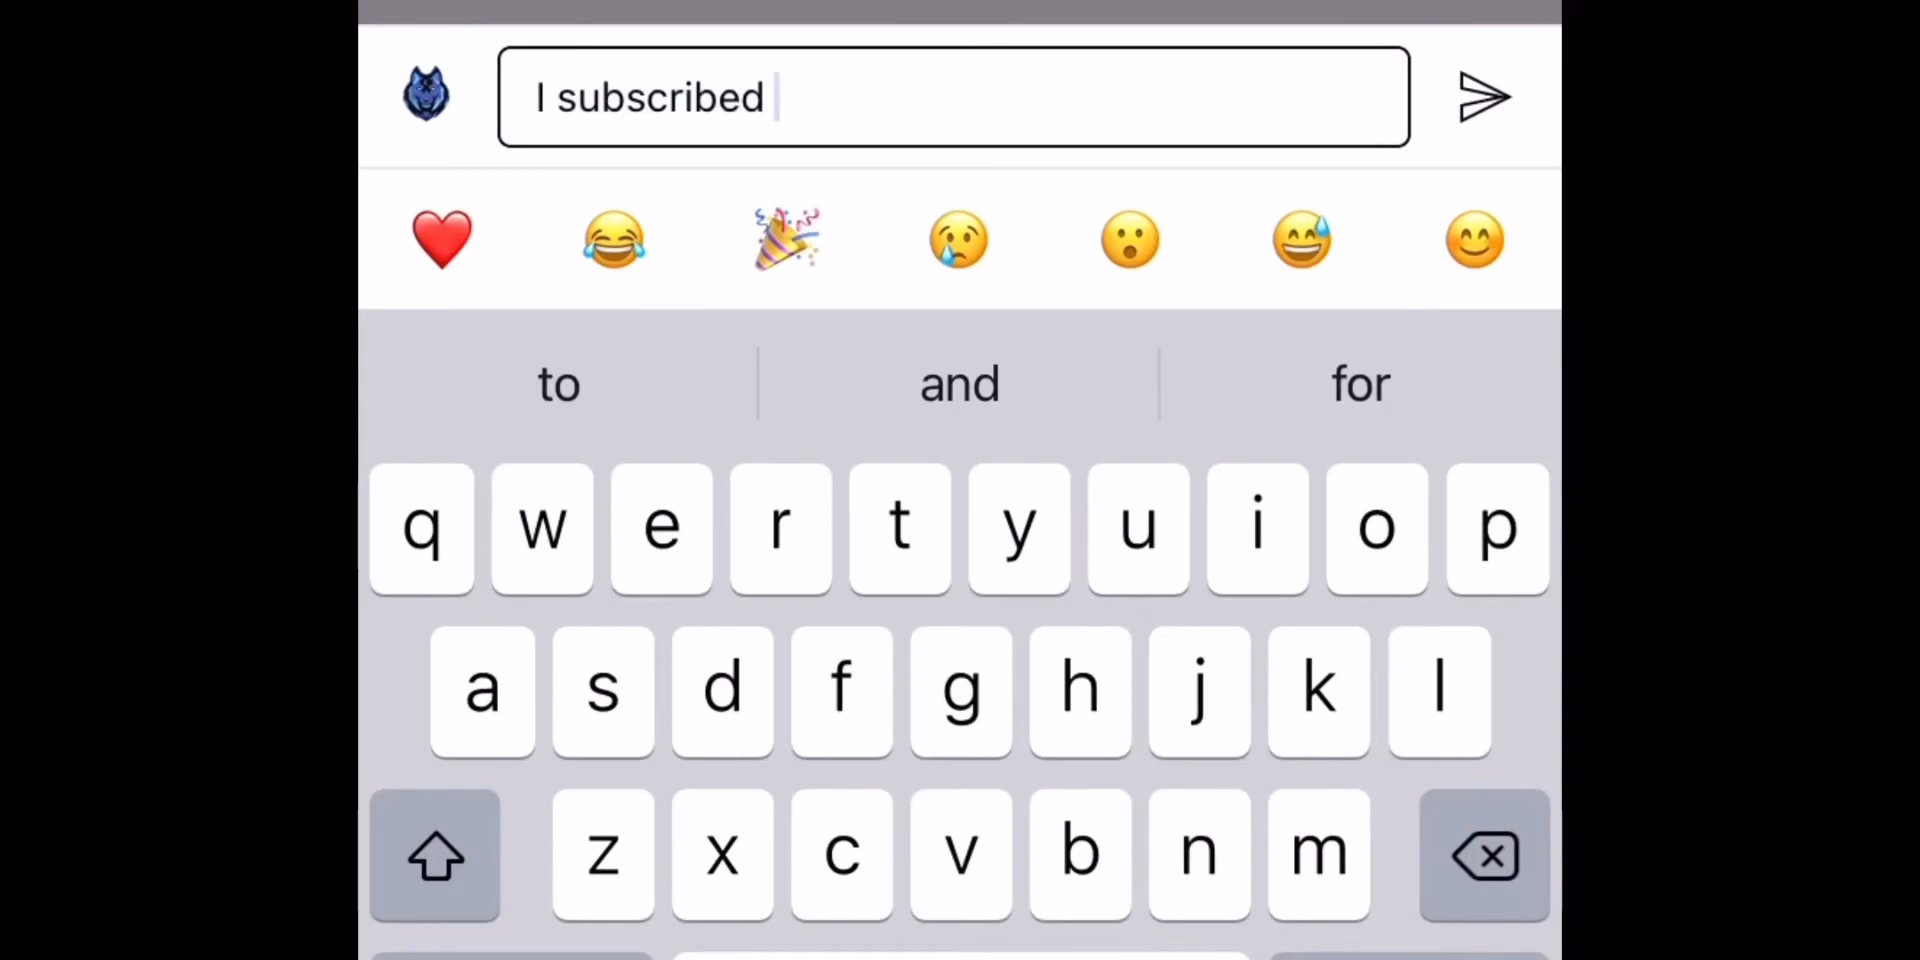 I subscribed
to and for
q w e r t y u i o p
a s d f g h j k l
z x c v b n m